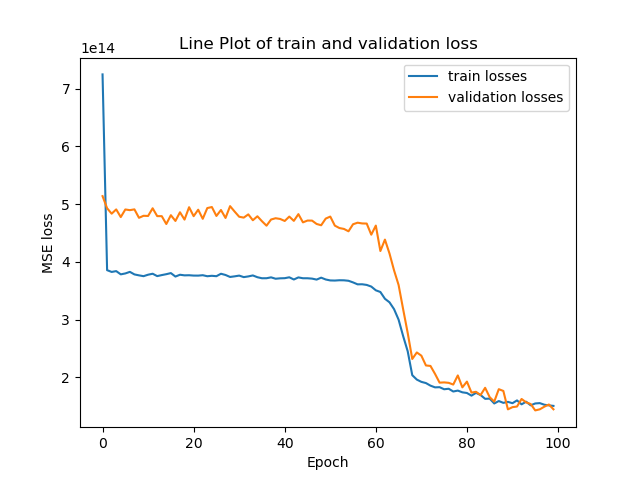 Line Plot of train and validation loss
1e14
train losses
validation losses
7
6
5
4
3
2
MSE loss
0 20 40 60 80 100
Epoch